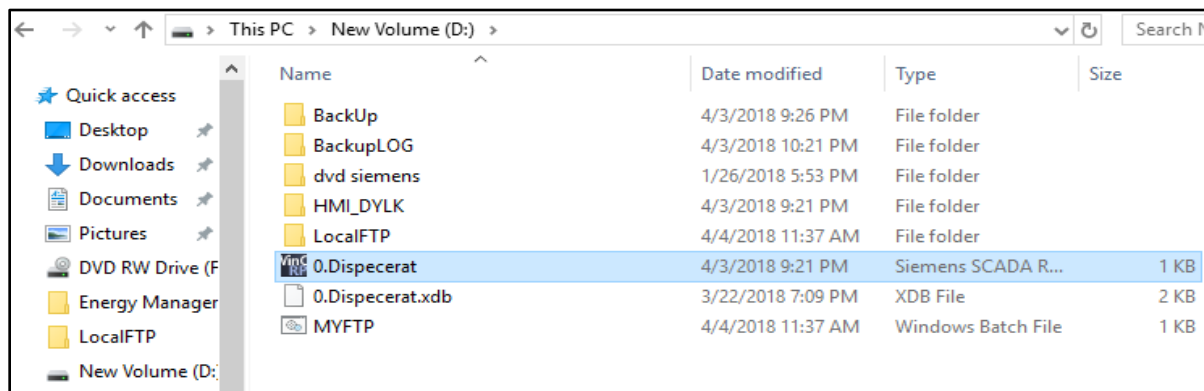 This PC > New Volume (D:) >
Search N
Name Date modified Type Size
Quick access
Desktop
Downloads
Documents
Pictures
DVD RW Drive (F
Energy Manager
LocalFTP
New Volume (D:
BackUp 4/3/2018 9:26 PM File folder
BackupLOG 4/3/2018 10:21 PM File folder
dvd siemens 1/26/2018 5:53 PM File folder
HMI_DYLK 4/3/2018 9:21 PM File folder
LocalFTP 4/4/2018 11:37 AM File folder
0.Dispecerat 4/3/2018 9:21 PM Siemens SCADA R... 1 KB
0.Dispecerat.xdb 3/22/2018 7:09 PM XDB File 2 KB
MYFTP 4/4/2018 11:37 AM Windows Batch File 1 KB